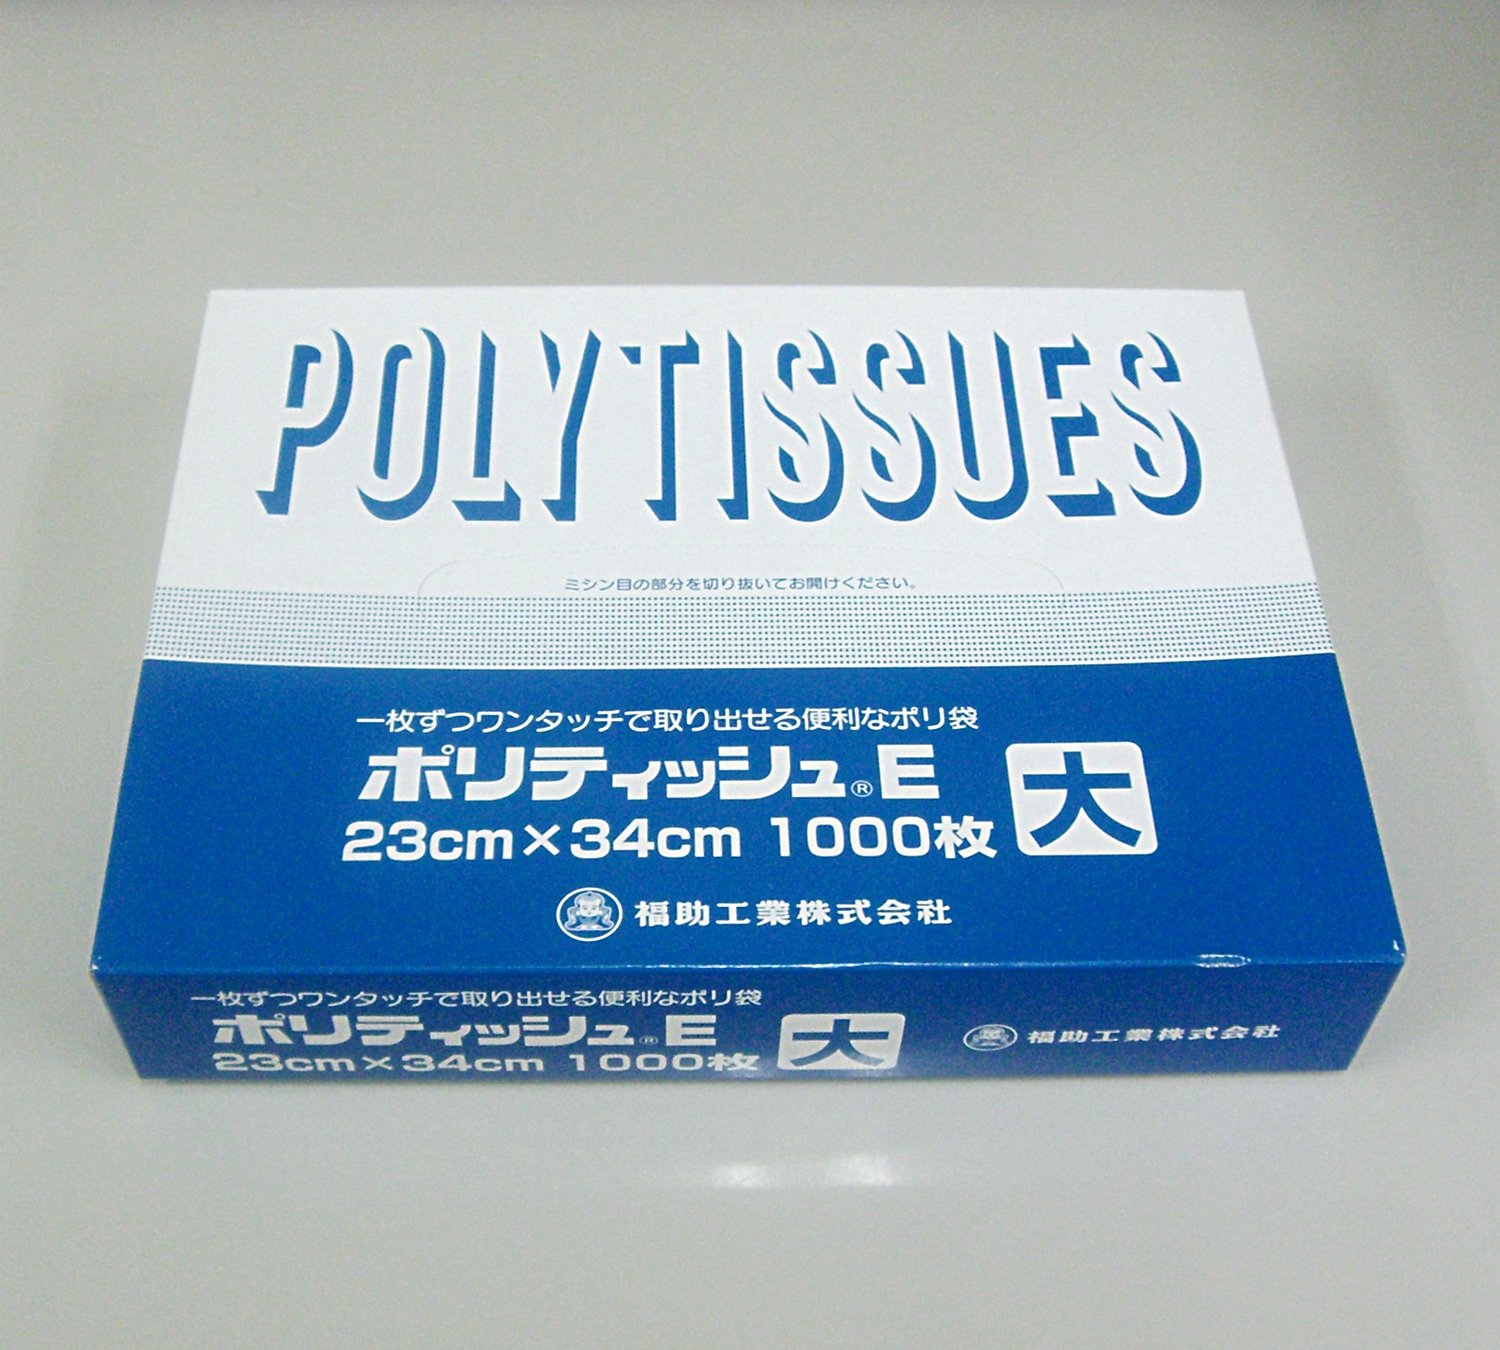 POLYTISSUES
ミシン目の部分を切り抜いてお開けください。
一枚ずつワンタッチで取り出せる便利なポリ袋
ポリティッシュ®E
23cm×34cm 1000枚 大
福助工業株式会社
一枚ずつワンタッチで取り出せる便利なポリ袋
ポリティッシュ®E
23cm×34cm 1000枚 大
福助工業株式会社